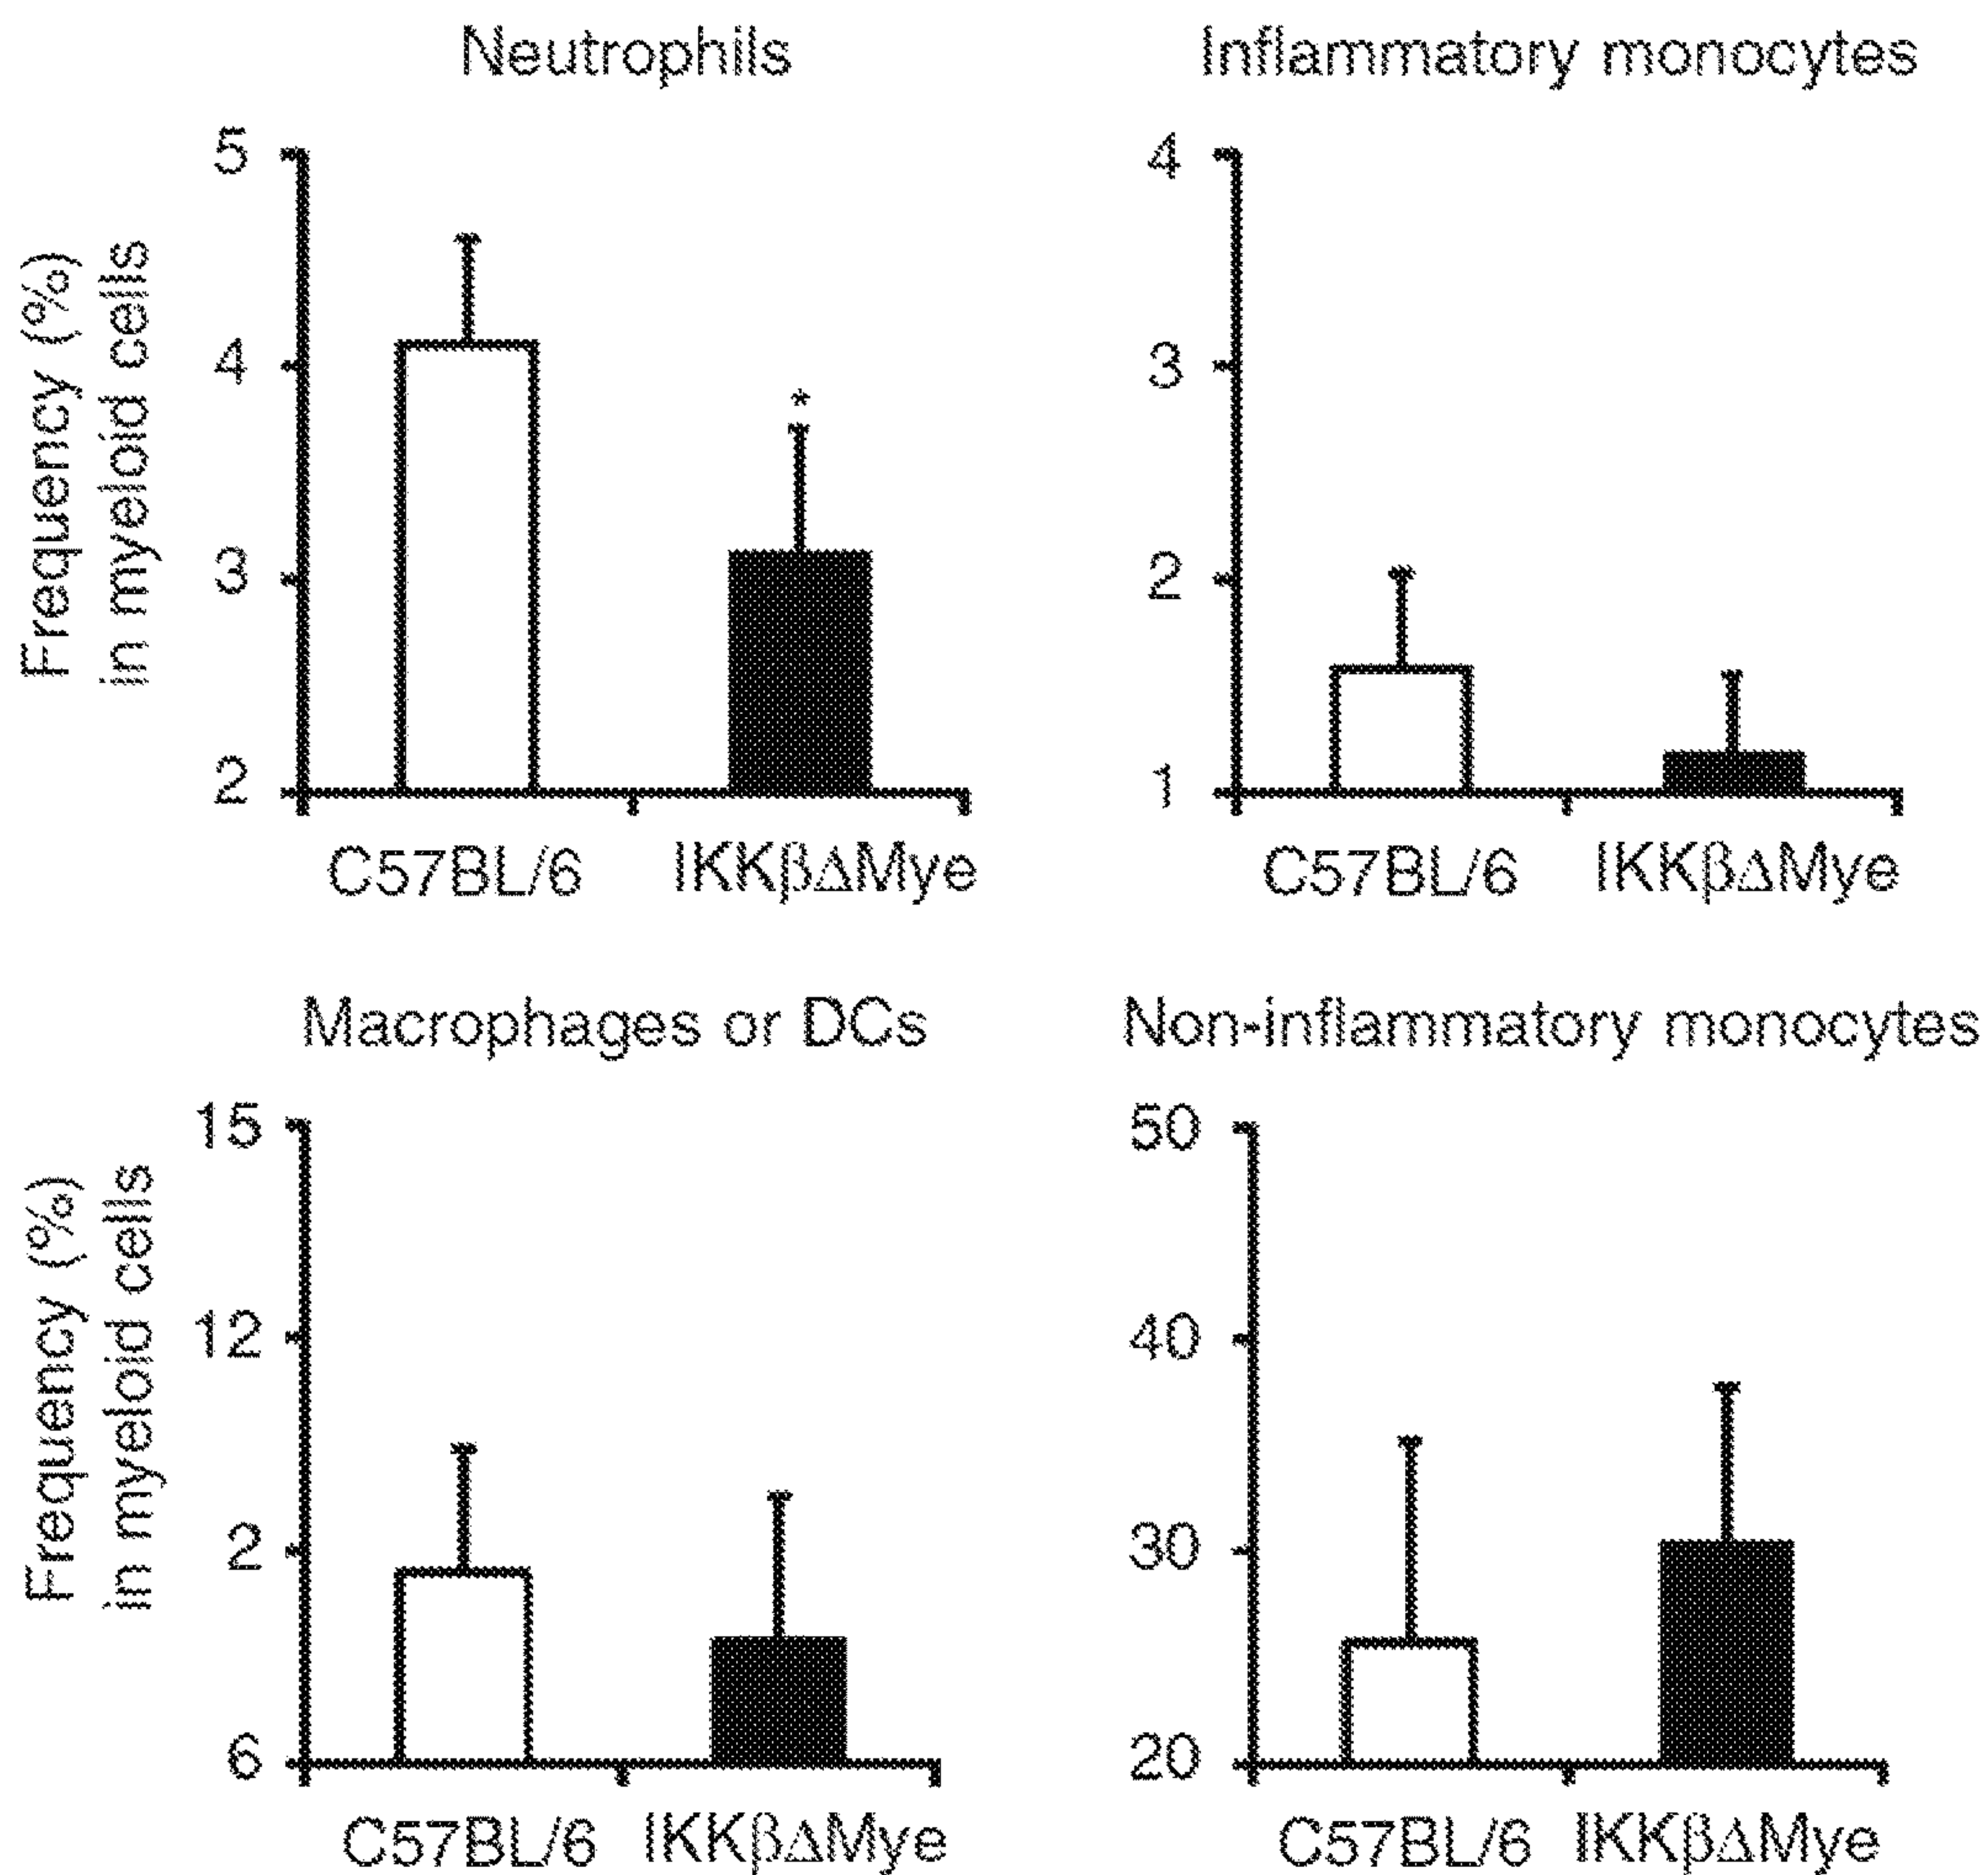 Neutrophils
Inflammatory monocytes
Frequency (%)
in myeloid cells
5
4
3
2
*
C57BL/6 IKKβΔMye
4
3
2
1
C57BL/6 IKKβΔMye
Macrophages or DCs
Non-inflammatory monocytes
Frequency (%)
in myeloid cells
15
12
2
6
C57BL/6 IKKβΔMye
50
40
30
20
C57BL/6 IKKβΔMye